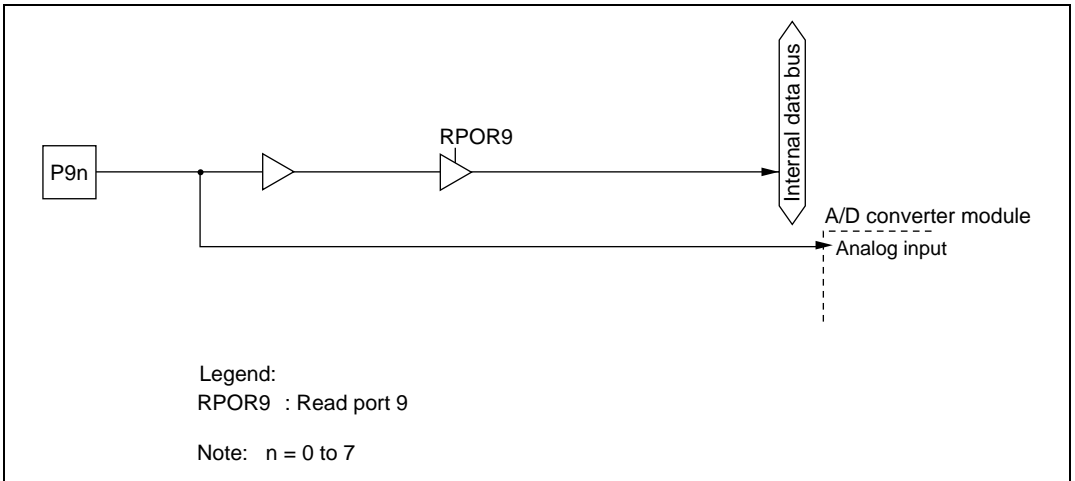 Internal data bus
RPOR9
P9n
A/D converter module
Analog input
Legend:
RPOR9 : Read port 9
Note: n = 0 to 7